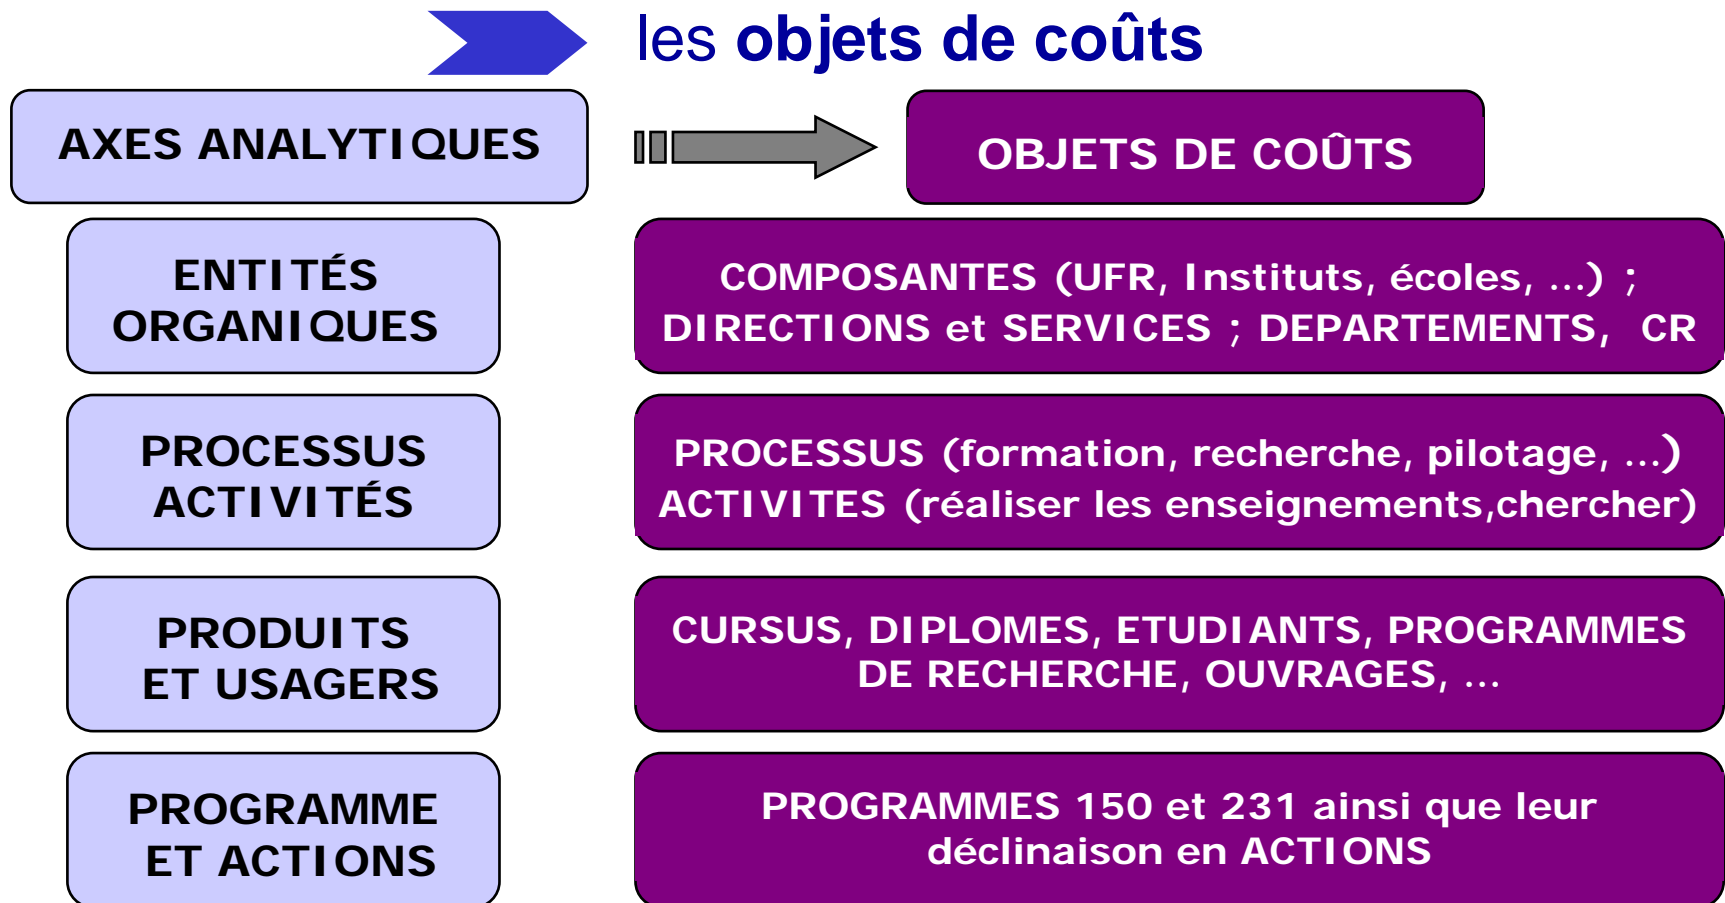 les objets de coûts
AXES ANALYTIQUES
OBJETS DE COÛTS
ENTITÉS
ORGANIQUES
COMPOSANTES (UFR, Instituts, écoles, ...) ;
DIRECTIONS et SERVICES ; DEPARTEMENTS, CR
PROCESSUS
ACTIVITÉS
PROCESSUS (formation, recherche, pilotage, ...)
ACTIVITES (réaliser les enseignements,chercher)
PRODUITS
ET USAGERS
CURSUS, DIPLOMES, ETUDIANTS, PROGRAMMES
DE RECHERCHE, OUVRAGES, ...
PROGRAMME
ET ACTIONS
PROGRAMMES 150 et 231 ainsi que leur
déclinaison en ACTIONS